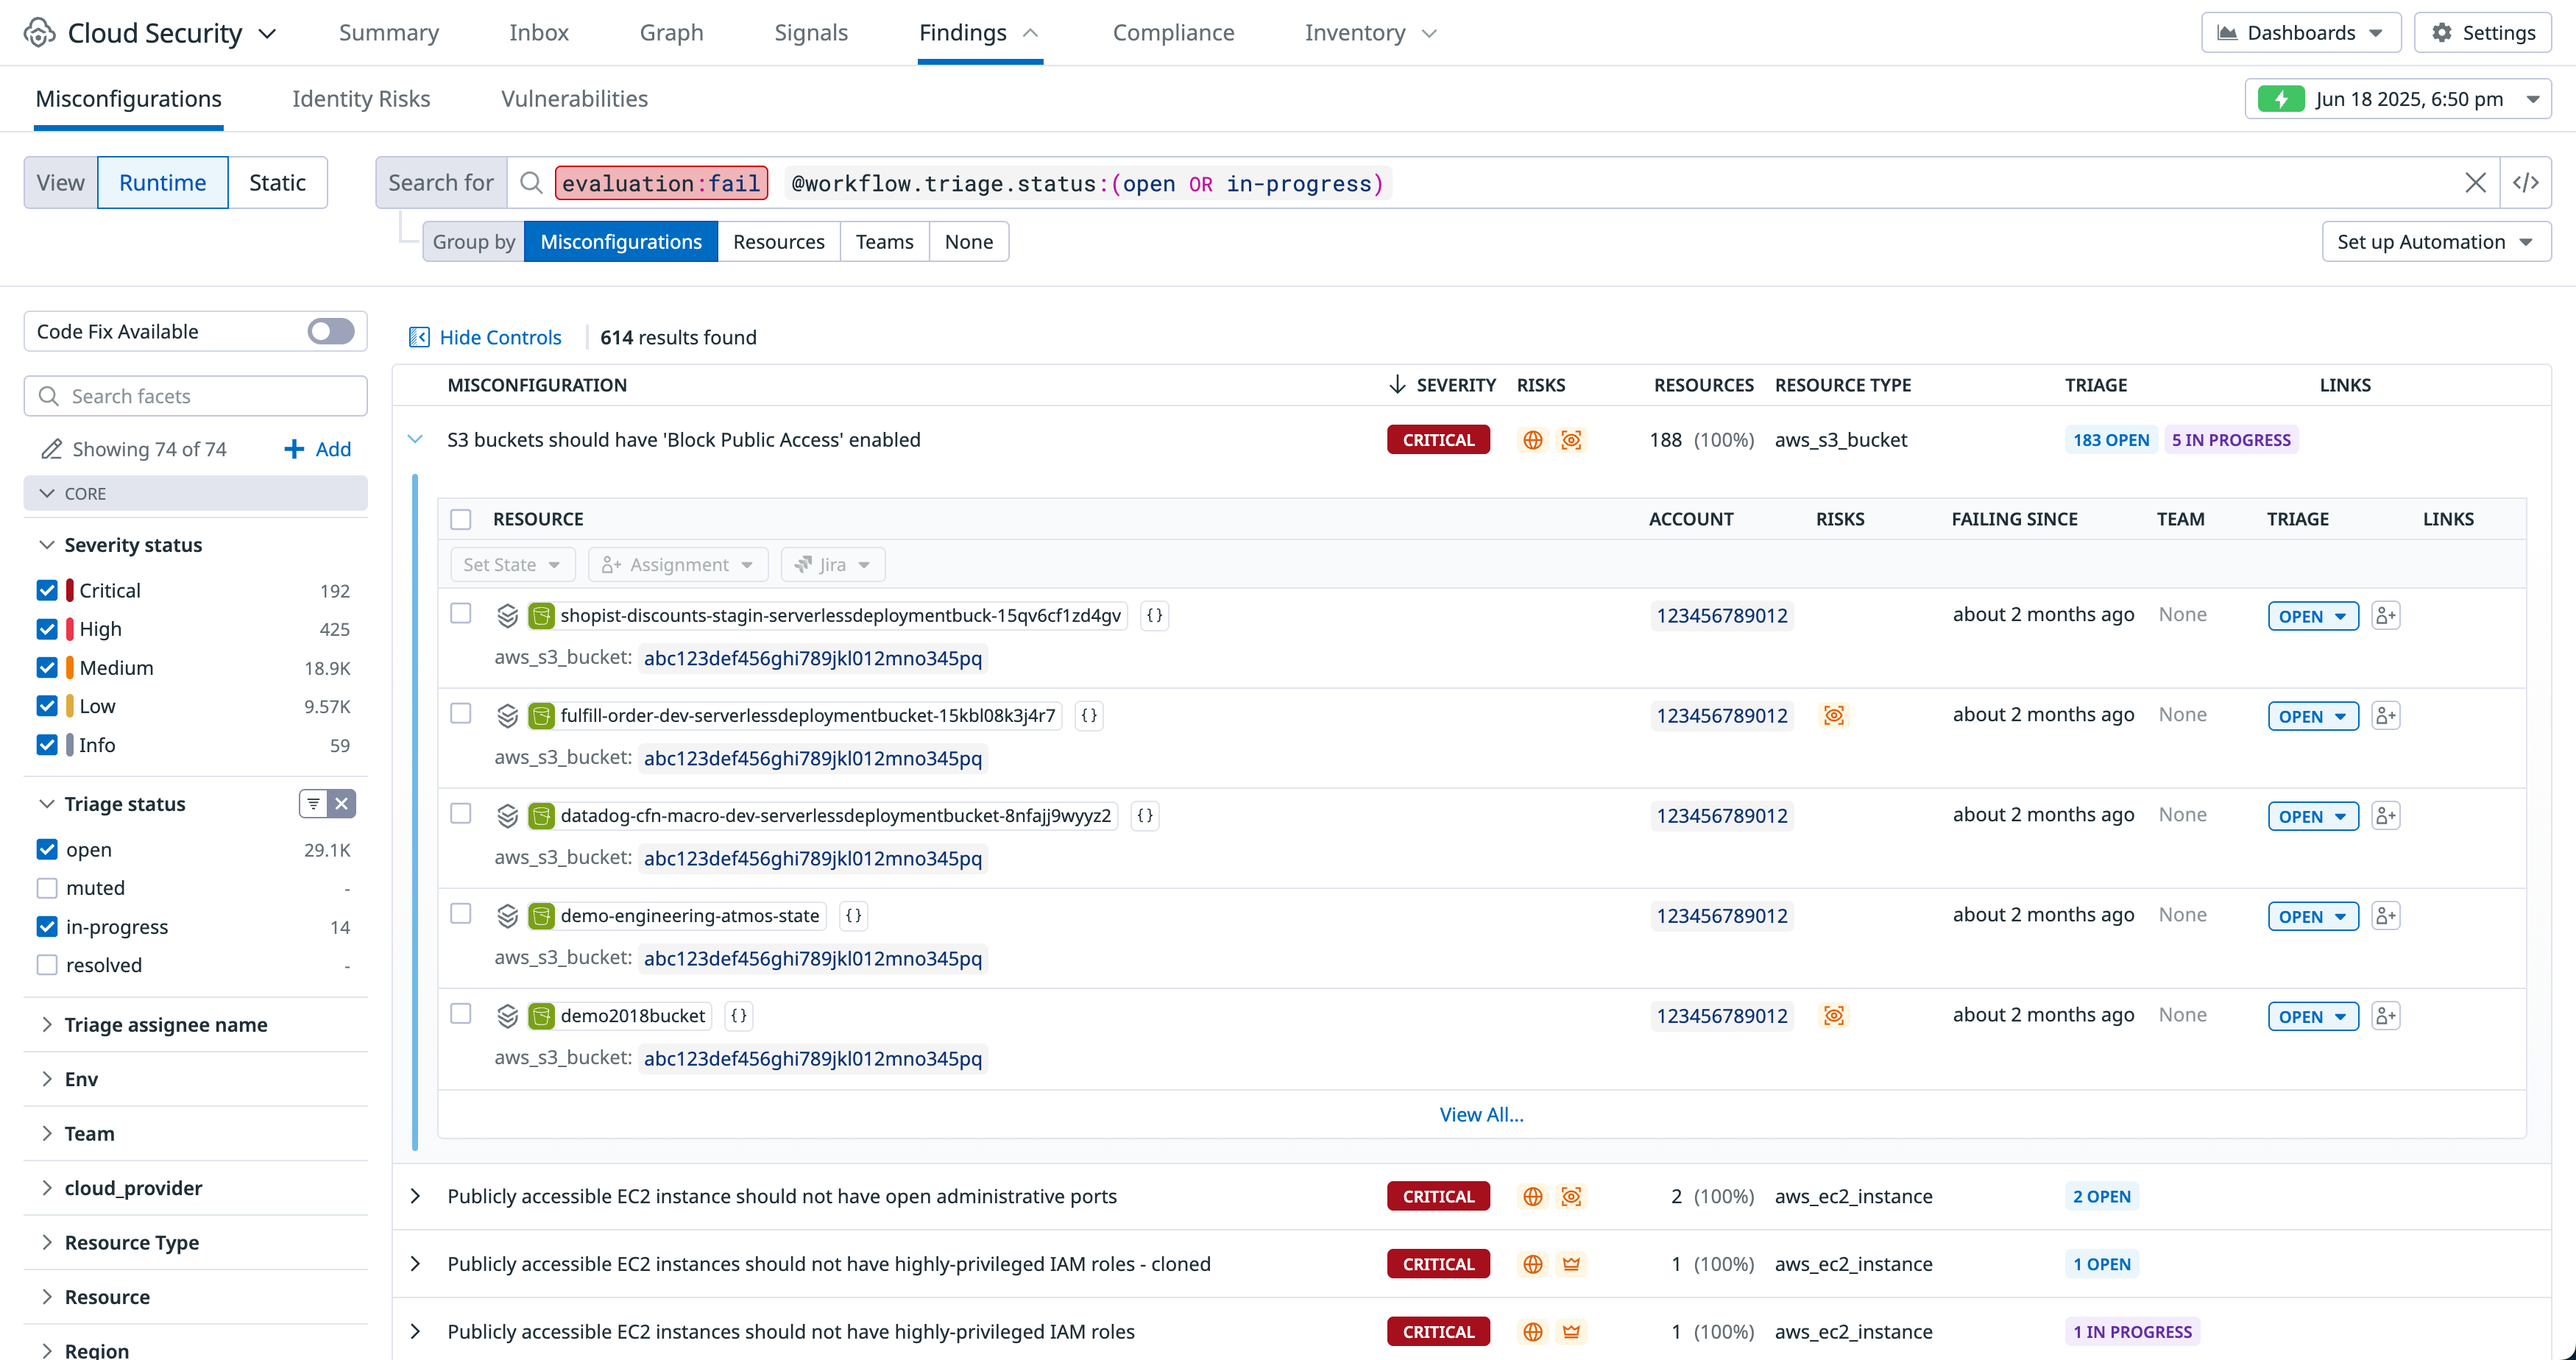 Cloud Security Summary Inbox Graph Signals Findings Compliance Inventory Dashboards Settings
Misconfigurations Identity Risks Vulnerabilities Jun 18 2025, 6:50 pm
View Runtime Static Search for evaluation:fail @workflow.triage.status:(open OR in-progress) </>
Group by Misconfigurations Resources Teams None Set up Automation
Code Fix Available
Hide Controls 614 results found
Search facets
Showing 74 of 74 Add
CORE
Severity status
Critical 192
High 425
Medium 18.9K
Low 9.57K
Info 59
Triage status
open 29.1K
muted -
in-progress 14
resolved -
Triage assignee name
Env
Team
cloud_provider
Resource Type
Resource
Region
MISCONFIGURATION SEVERITY RISKS RESOURCES RESOURCE TYPE TRIAGE LINKS
S3 buckets should have 'Block Public Access' enabled CRITICAL 188 (100%) aws_s3_bucket 183 OPEN 5 IN PROGRESS
RESOURCE ACCOUNT RISKS FAILING SINCE TEAM TRIAGE LINKS
Set State Assignment Jira
shopist-discounts-stagin-serverlessdeploymentbuck-15qv6cf1zd4gv {} 123456789012 about 2 months ago None OPEN
aws_s3_bucket: abc123def456ghi789jkl012mno345pq
fulfill-order-dev-serverlessdeploymentbucket-15kbl08k3j4r7 {} 123456789012 about 2 months ago None OPEN
aws_s3_bucket: abc123def456ghi789jkl012mno345pq
datadog-cfn-macro-dev-serverlessdeploymentbucket-8nfajj9wyyz2 {} 123456789012 about 2 months ago None OPEN
aws_s3_bucket: abc123def456ghi789jkl012mno345pq
demo-engineering-atmos-state {} 123456789012 about 2 months ago None OPEN
aws_s3_bucket: abc123def456ghi789jkl012mno345pq
demo2018bucket {} 123456789012 about 2 months ago None OPEN
aws_s3_bucket: abc123def456ghi789jkl012mno345pq
View All...
Publicly accessible EC2 instance should not have open administrative ports CRITICAL 2 (100%) aws_ec2_instance 2 OPEN
Publicly accessible EC2 instances should not have highly-privileged IAM roles - cloned CRITICAL 1 (100%) aws_ec2_instance 1 OPEN
Publicly accessible EC2 instances should not have highly-privileged IAM roles CRITICAL 1 (100%) aws_ec2_instance 1 IN PROGRESS